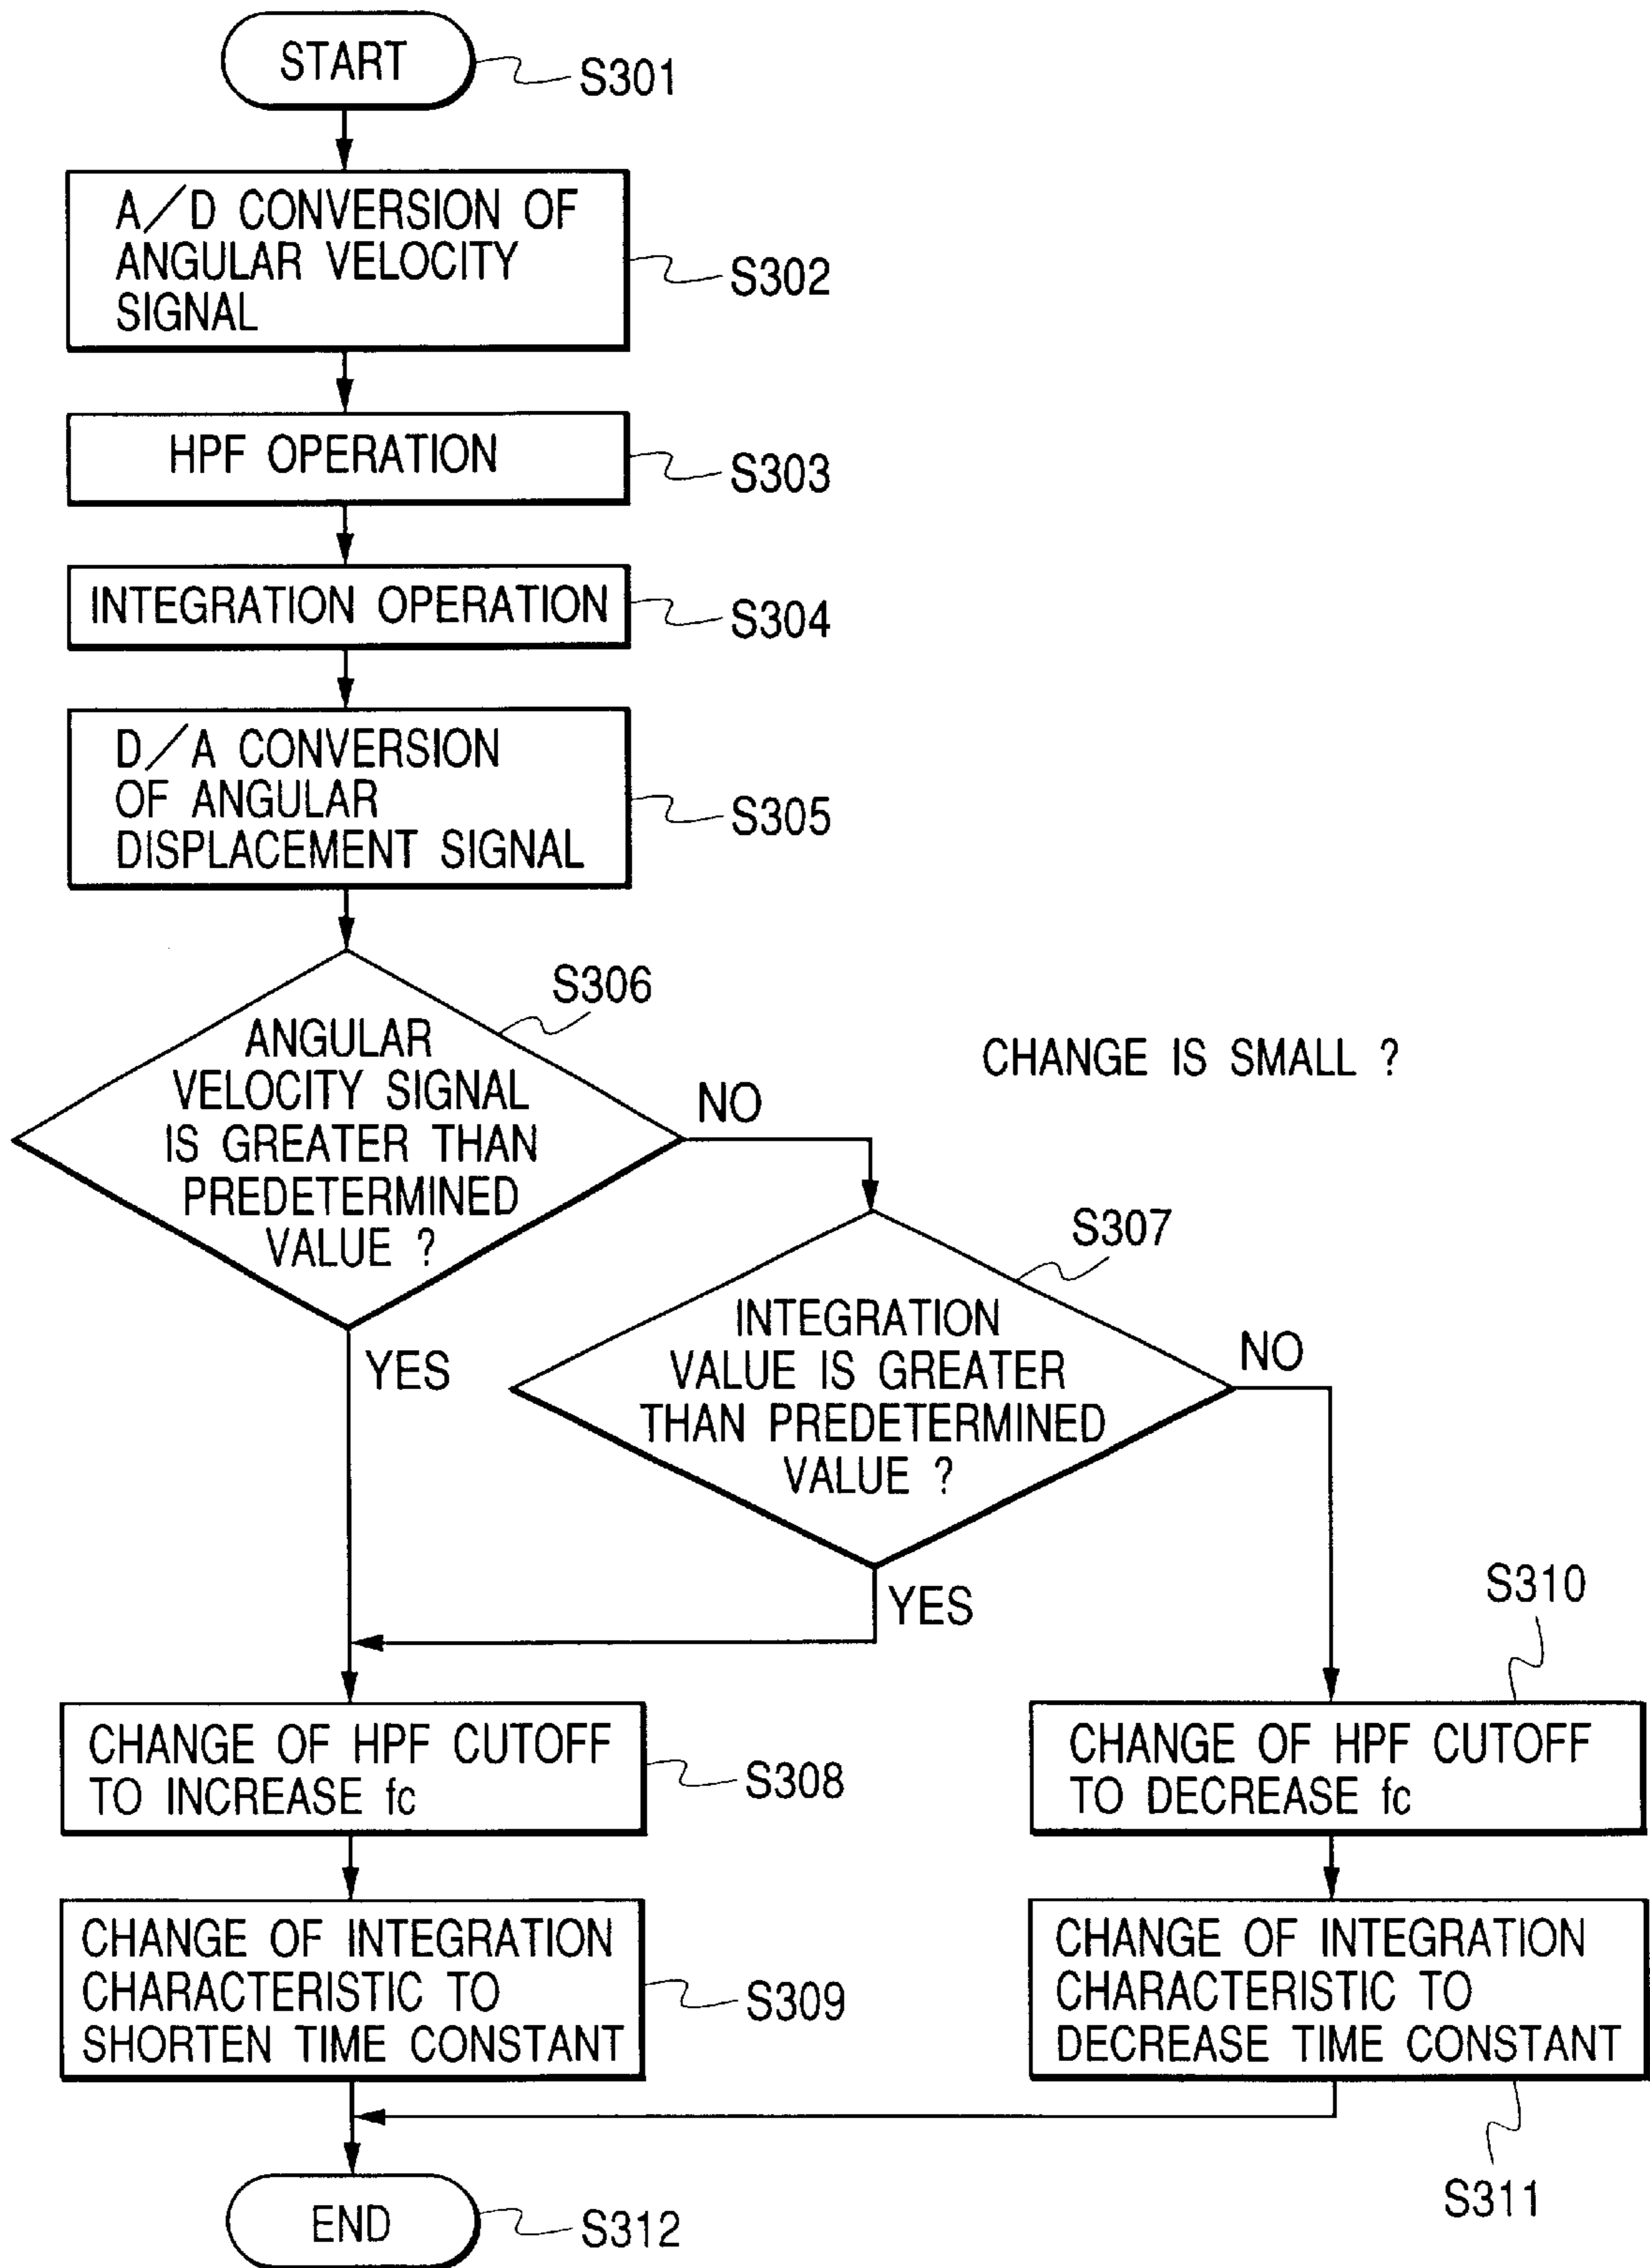 START
S301
A/D CONVERSION OF
ANGULAR VELOCITY
SIGNAL
S302
HPF OPERATION
S303
INTEGRATION OPERATION
S304
D/A CONVERSION
OF ANGULAR
DISPLACEMENT SIGNAL
S305
S306
ANGULAR
VELOCITY SIGNAL
IS GREATER THAN
PREDETERMINED
VALUE ?
NO
CHANGE IS SMALL ?
YES
S307
INTEGRATION
VALUE IS GREATER
THAN PREDETERMINED
VALUE ?
NO
YES
CHANGE OF HPF CUTOFF
TO INCREASE fc
S308
S310
CHANGE OF HPF CUTOFF
TO DECREASE fc
CHANGE OF INTEGRATION
CHARACTERISTIC TO
SHORTEN TIME CONSTANT
S309
CHANGE OF INTEGRATION
CHARACTERISTIC TO
DECREASE TIME CONSTANT
S311
END
S312